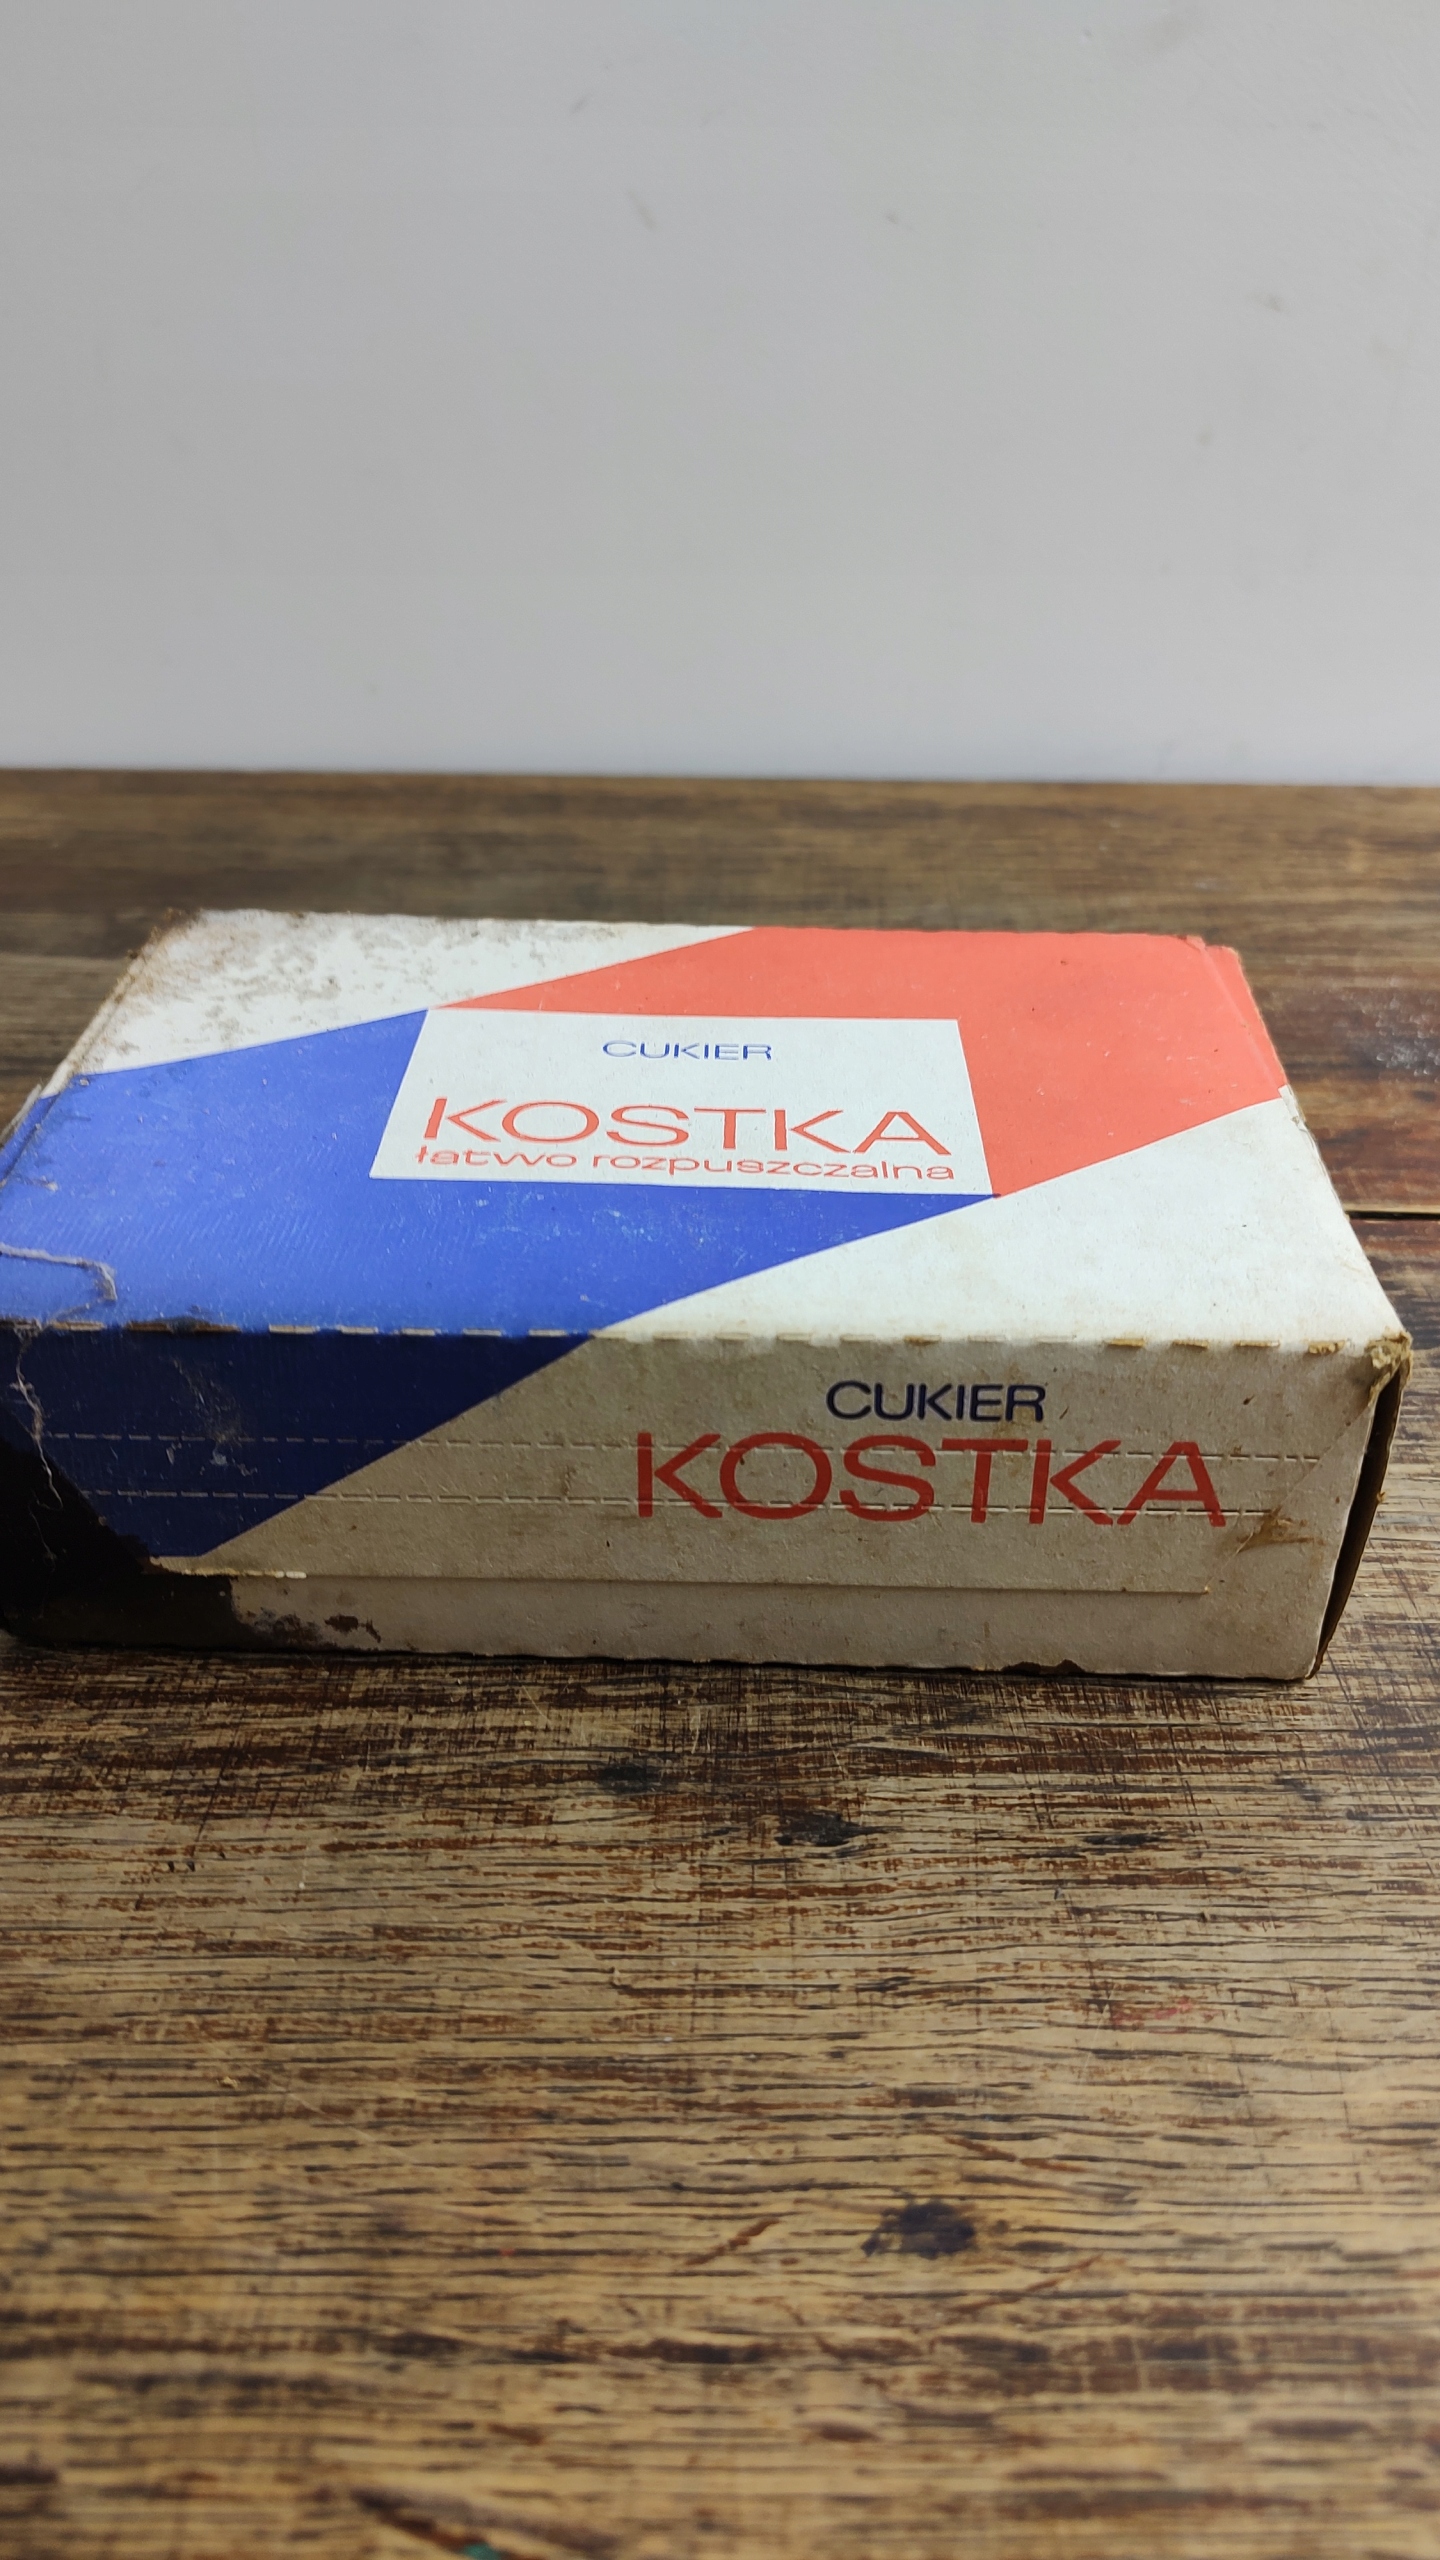 CUKIER
KOSTKA
łatwo rozpuszczalna
CUKIER
KOSTKA